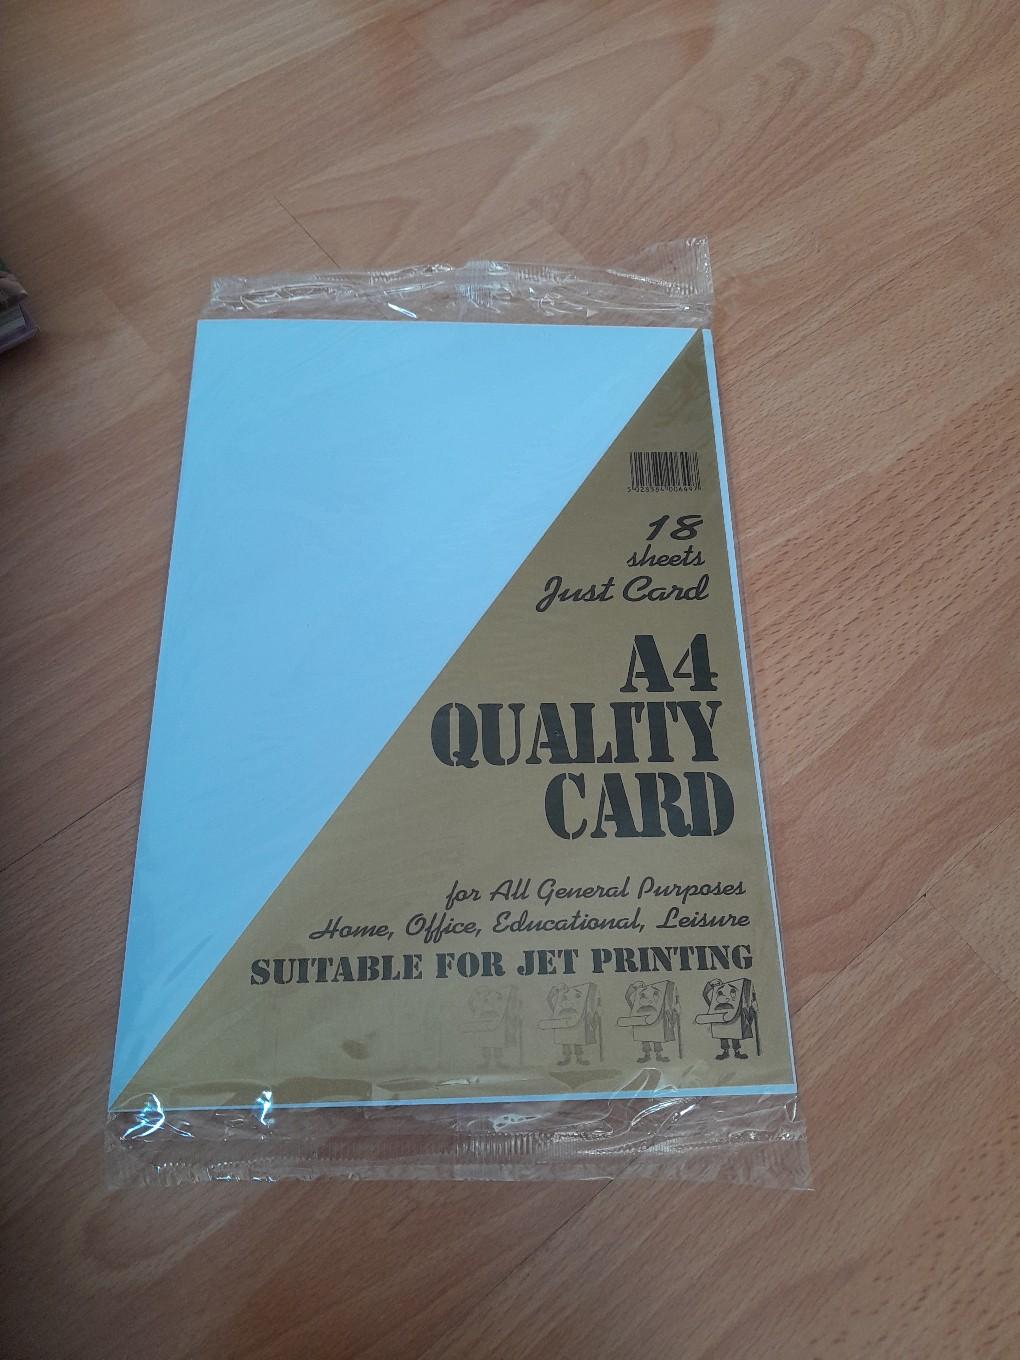 18
sheets
Just Card
A4
QUALITY
CARD
for All General Purposes
Home, Office, Educational, Leisure
SUITABLE FOR JET PRINTING